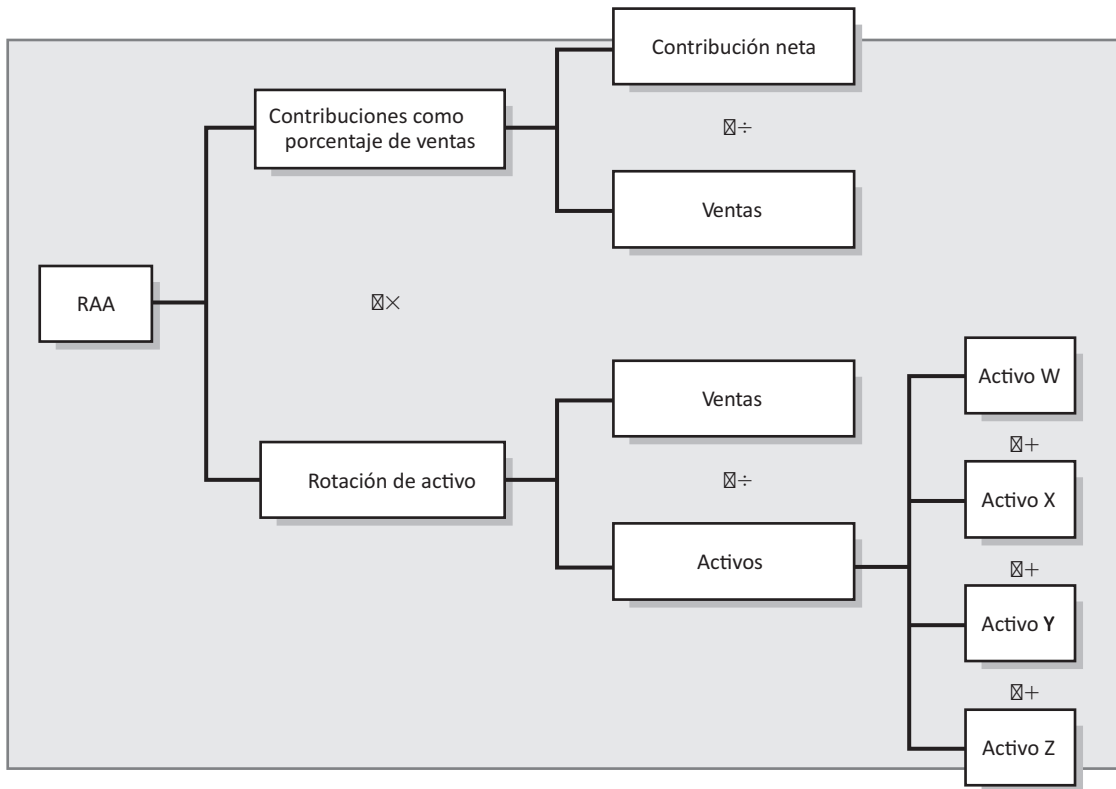 Contribución neta
Contribuciones como
porcentaje de ventas
÷
Ventas
RAA
×
Ventas
Activo W
+
Rotación de activo
÷
Activo X
Activos
+
Activo Y
+
Activo Z